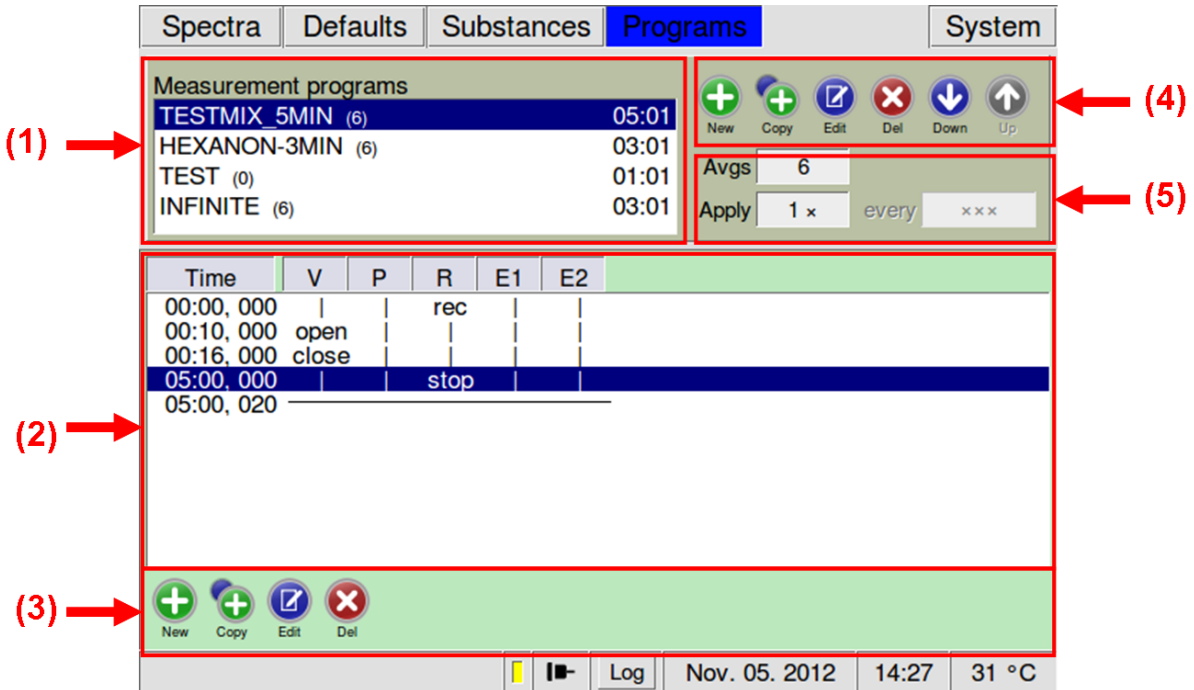 Spectra Defaults Substances Programs System
Measurement programs
TESTMIX_5MIN (6) 05:01
HEXANON-3MIN (6) 03:01
TEST (0) 01:01
INFINITE (6) 03:01
(1)
New Copy Edit Del Down Up
(4)
Avgs 6
Apply 1 × every ×××
(5)
Time V P R E1 E2
00:00, 000 | | rec | |
00:10, 000 open | | | |
00:16, 000 close | | | |
05:00, 000 | | stop | |
05:00, 020
(2)
New Copy Edit Del
(3)
Log Nov. 05. 2012 14:27 31 °C